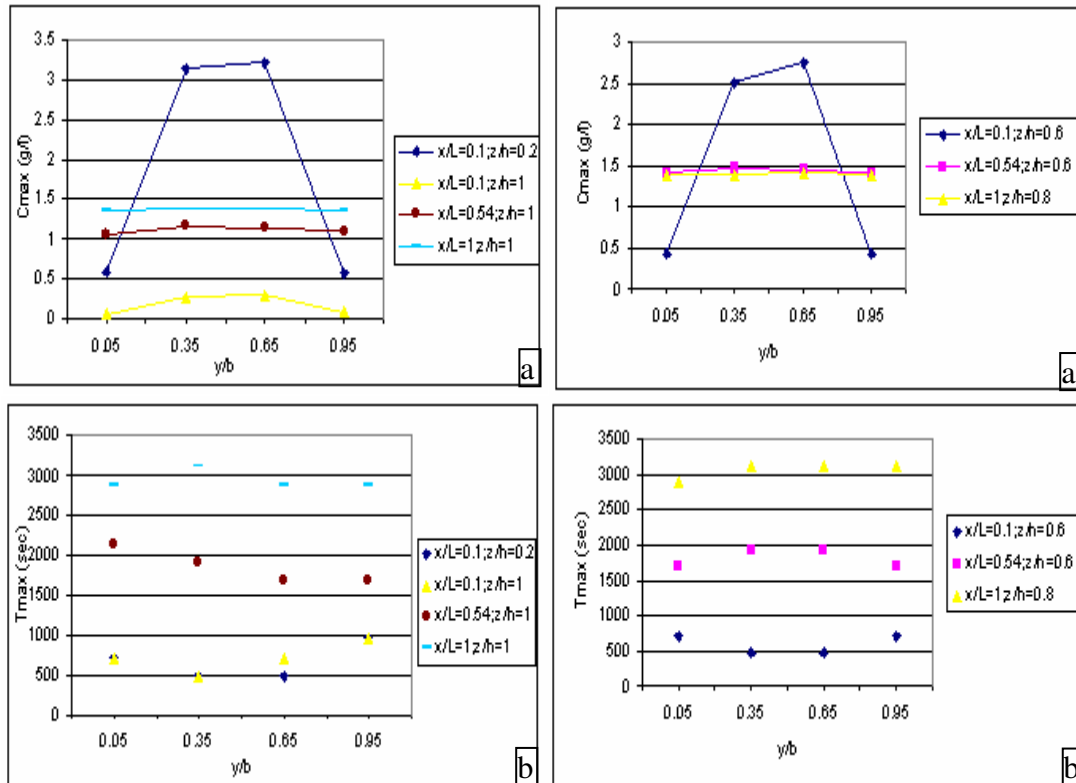 3.5
3
2.5
2
1.5
1
0.5
0
Cmax (g/l)
0.05 0.35 0.65 0.95
y/b
x/L=0.1;z/h=0.2
x/L=0.1;z/h=1
x/L=0.54;z/h=1
x/L=1;z/h=1
a
3
2.5
2
1.5
1
0.5
0
Cmax (g/l)
0.05 0.35 0.65 0.95
y/b
x/L=0.1;z/h=0.6
x/L=0.54;z/h=0.6
x/L=1;z/h=0.8
a
3500
3000
2500
2000
1500
1000
500
0
Tmax (sec)
0.05 0.35 0.65 0.95
y/b
x/L=0.1;z/h=0.2
x/L=0.1;z/h=1
x/L=0.54;z/h=1
x/L=1;z/h=1
b
3500
3000
2500
2000
1500
1000
500
0
Tmax (sec)
0.05 0.35 0.65 0.95
y/b
x/L=0.1;z/h=0.6
x/L=0.54;z/h=0.6
x/L=1;z/h=0.8
b